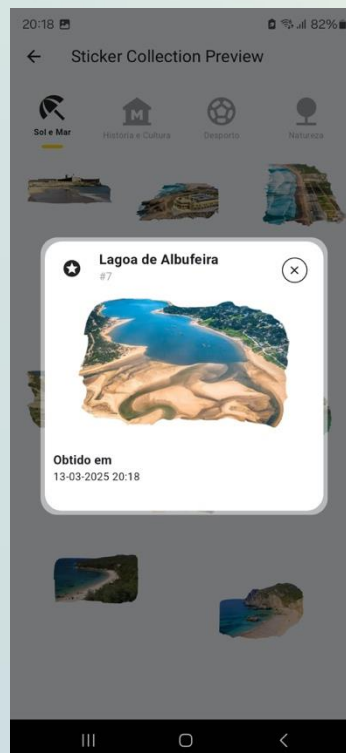 20:18 82%
Sticker Collection Preview
M
Sol e Mar História e Cultura Desporto Natureza
Lagoa de Albufeira
#7
Obtido em
13-03-2025 20:18